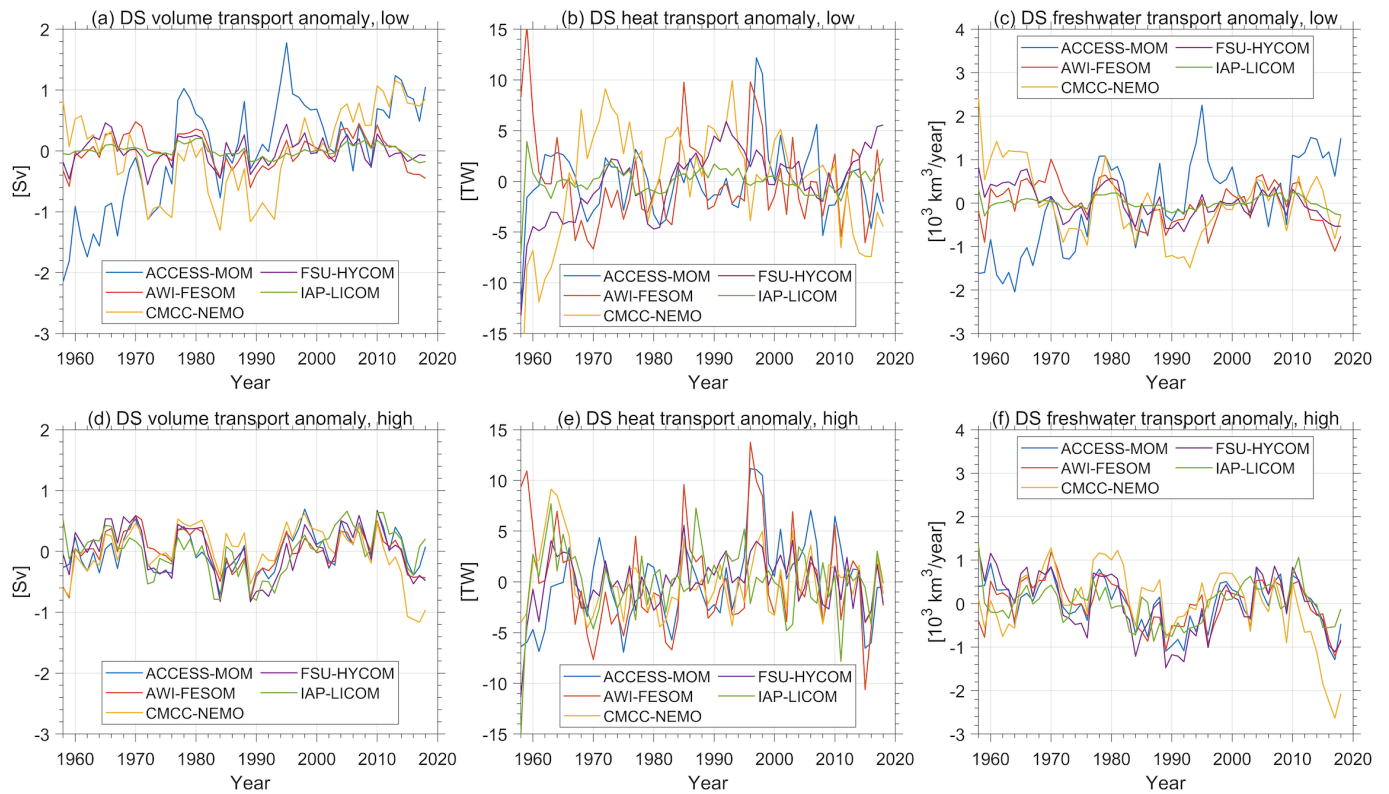 (a) DS volume transport anomaly, low
2
1
0
-1
-2
-3
[Sv]
ACCESS-MOM
FSU-HYCOM
AWI-FESOM
IAP-LICOM
CMCC-NEMO
1960 1970 1980 1990 2000 2010 2020
Year
(b) DS heat transport anomaly, low
15
10
5
0
-5
-10
-15
[TW]
ACCESS-MOM
FSU-HYCOM
AWI-FESOM
IAP-LICOM
CMCC-NEMO
1960 1970 1980 1990 2000 2010 2020
Year
(c) DS freshwater transport anomaly, low
4
3
2
1
0
-1
-2
-3
[10³ km³/year]
ACCESS-MOM
FSU-HYCOM
AWI-FESOM
IAP-LICOM
CMCC-NEMO
1960 1970 1980 1990 2000 2010 2020
Year
(d) DS volume transport anomaly, high
2
1
0
-1
-2
-3
[Sv]
ACCESS-MOM
FSU-HYCOM
AWI-FESOM
IAP-LICOM
CMCC-NEMO
1960 1970 1980 1990 2000 2010 2020
Year
(e) DS heat transport anomaly, high
15
10
5
0
-5
-10
-15
[TW]
ACCESS-MOM
FSU-HYCOM
AWI-FESOM
IAP-LICOM
CMCC-NEMO
1960 1970 1980 1990 2000 2010 2020
Year
(f) DS freshwater transport anomaly, high
4
3
2
1
0
-1
-2
-3
[10³ km³/year]
ACCESS-MOM
FSU-HYCOM
AWI-FESOM
IAP-LICOM
CMCC-NEMO
1960 1970 1980 1990 2000 2010 2020
Year